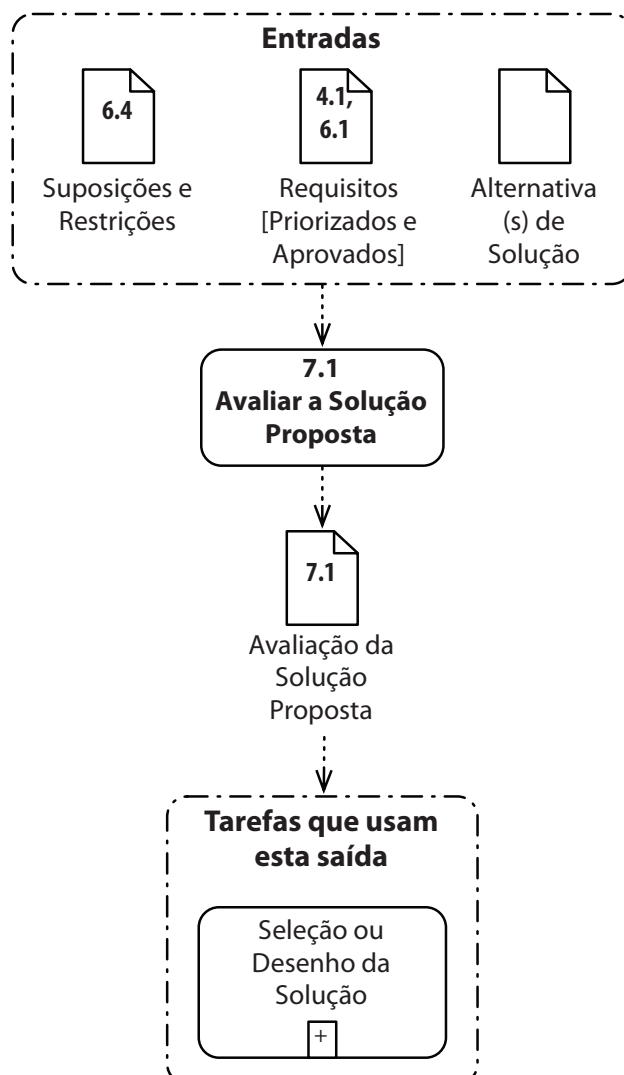 Entradas
6.4
Suposições e
Restrições
4.1,
6.1
Requisitos
[Priorizados e
Aprovados]
Alternativa
(s) de
Solução
7.1
Avaliar a Solução
Proposta
7.1
Avaliação da
Solução
Proposta
Tarefas que usam
esta saída
Seleção ou
Desenho da
Solução
+